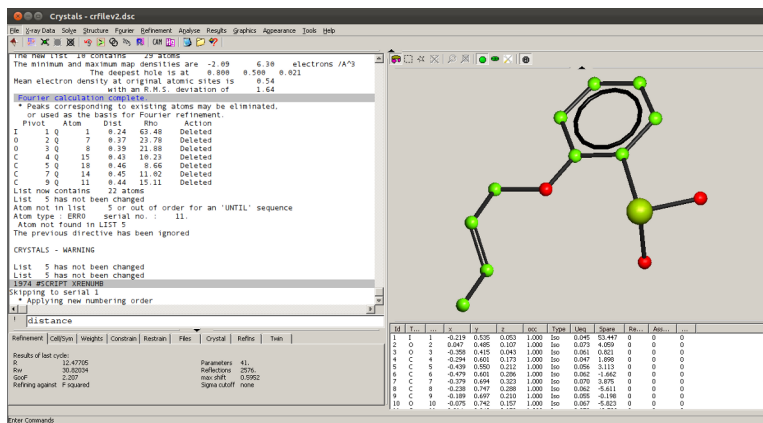 Crystals - crfilev2.dsc
File X-ray Data Solve Structure Fourier Refinement Analyse Results Graphics Appearance Tools Help
The new list 10 contains 29 atoms
The minimum and maximum map densities are -2.09 6.30 electrons /A^3
The deepest hole is at 0.800 0.500 0.021
Mean electron density at original atomic sites is 0.54
with an R.M.S. deviation of 1.64
Fourier calculation complete.
* Peaks corresponding to existing atoms may be eliminated,
or used as the basis for Fourier refinement.
Pivot Atom Dist Rho Action
I 1 Q 1 0.24 63.48 Deleted
O 2 Q 7 0.37 23.78 Deleted
O 3 Q 8 0.39 21.88 Deleted
C 4 Q 15 0.43 10.23 Deleted
C 5 Q 18 0.46 8.66 Deleted
C 7 Q 14 0.45 11.02 Deleted
C 9 Q 11 0.44 15.11 Deleted
List now contains 22 atoms
List 5 has not been changed
Atom not in list 5 or out of order for an 'UNTIL' sequence
Atom type : ERR0 serial no. : 11.
Atom not found in LIST 5
The previous directive has been ignored
CRYSTALS - WARNING
List 5 has not been changed
List 5 has not been changed
1974 #SCRIPT XRENUMB
Skipping to serial 1
* Applying new numbering order
distance
Refinement Cell/Sym Weights Constrain Restrain Files Crystal Refins Twin
Results of last cycle:
R 12.47705 Parameters 41.
Rw 30.82034 Reflections 2576.
GooF 2.207 max shift 0.5952
Refining against F squared Sigma cutoff none
Id T... ... x y z occ Type Ueq Spare Re... Ass... ...
1 I 1 -0.219 0.535 0.053 1.000 Iso 0.045 53.447 0 0
2 O 2 0.047 0.485 0.107 1.000 Iso 0.073 4.059 0 0
3 O 3 -0.358 0.415 0.043 1.000 Iso 0.061 0.821 0 0
4 C 4 -0.294 0.601 0.173 1.000 Iso 0.047 1.898 0 0
5 C 5 -0.439 0.550 0.212 1.000 Iso 0.056 3.113 0 0
6 C 6 -0.479 0.601 0.286 1.000 Iso 0.062 -1.662 0 0
7 C 7 -0.379 0.694 0.323 1.000 Iso 0.070 3.875 0 0
8 C 8 -0.238 0.747 0.288 1.000 Iso 0.062 -5.611 0 0
9 C 9 -0.189 0.697 0.210 1.000 Iso 0.055 -0.198 0 0
10 O 10 -0.075 0.742 0.157 1.000 Iso 0.067 -5.823 0 0
Enter Commands